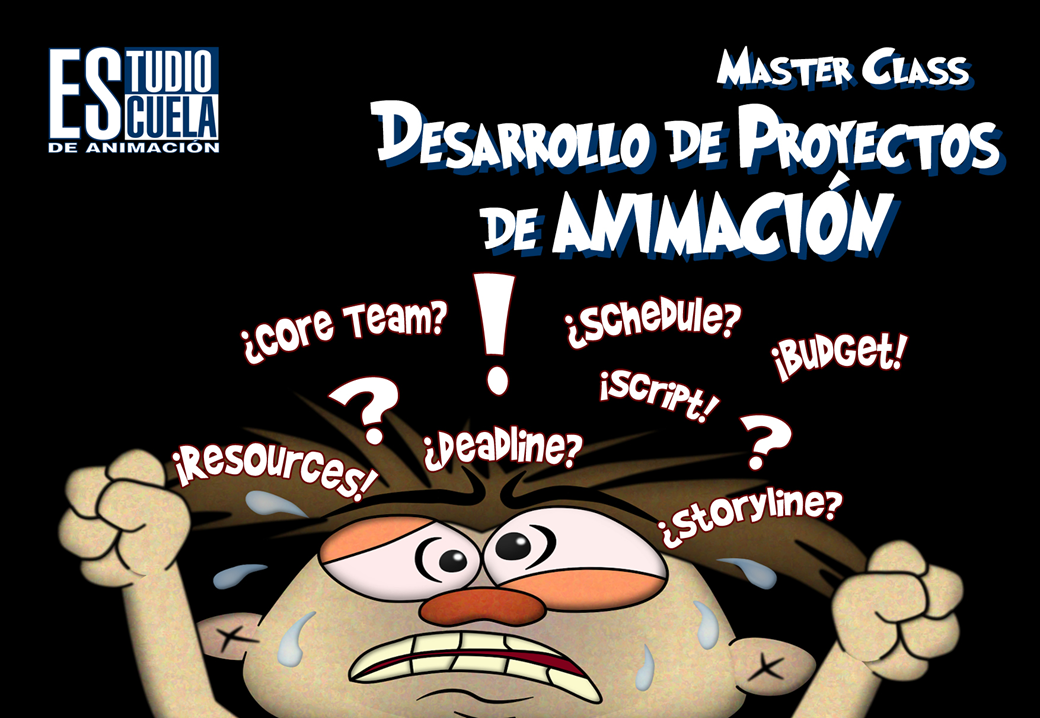 ESTUDIO
ESCUELA
DE ANIMACIÓN
MASTER CLASS
DESARROLLO DE PROYECTOS
DE ANIMACIÓN
¿CORE TEAM?
!
¿SCHEDULE?
¡BUDGET!
¡SCRIPT!
?
?
¿DEADLINE?
¡RESOURCES!
¿STORYLINE?